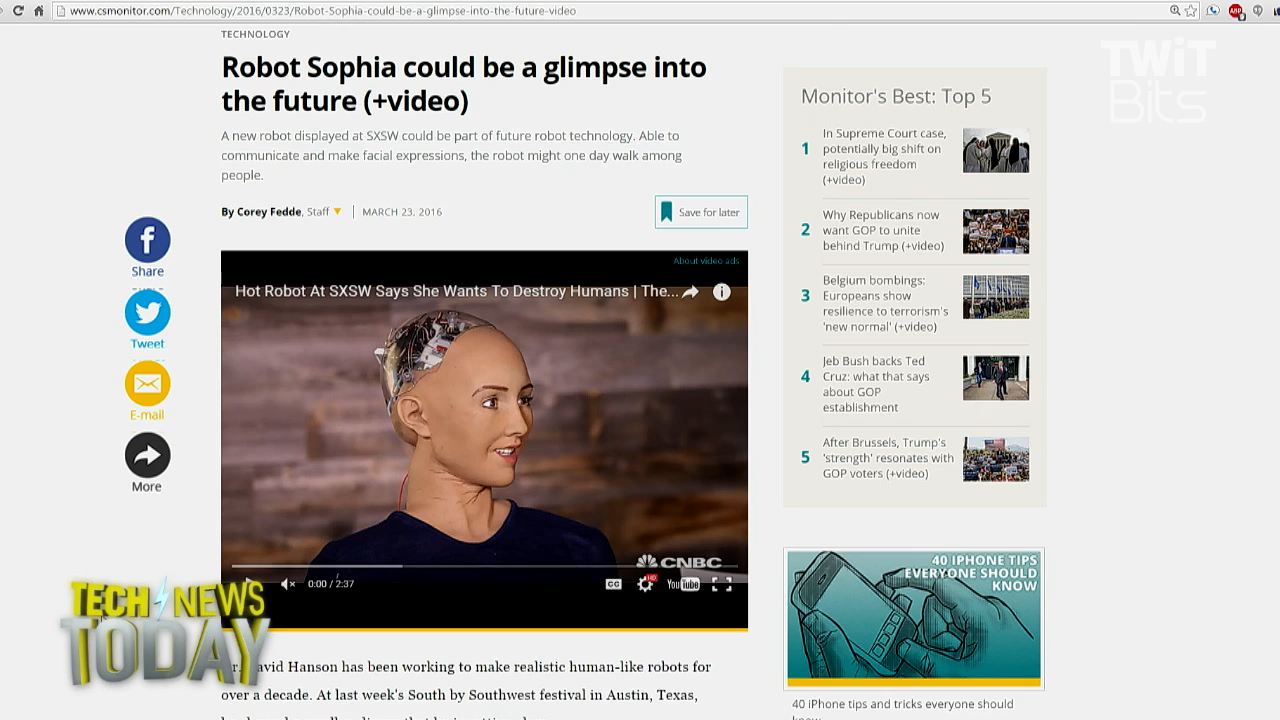 www.csmonitor.com/Technology/2016/0323/Robot-Sophia-could-be-a-glimpse-into-the-future-video
TECHNOLOGY
Robot Sophia could be a glimpse into
the future (+video)
A new robot displayed at SXSW could be part of future robot technology. Able to
communicate and make facial expressions, the robot might one day walk among
people.
By Corey Fedde, Staff
MARCH 23, 2016
Save for later
Share
Tweet
E-mail
More
About video ads
Hot Robot At SXSW Says She Wants To Destroy Humans | The...
CNBC
0:00 / 2:37
CC
HD
YouTube
TECH NEWS
TODAY
David Hanson has been working to make realistic human-like robots for
over a decade. At last week's South by Southwest festival in Austin, Texas,
TWiT
Bits
Monitor's Best: Top 5
1
In Supreme Court case,
potentially big shift on
religious freedom
(+video)
2
Why Republicans now
want GOP to unite
behind Trump (+video)
3
Belgium bombings:
Europeans show
resilience to terrorism's
'new normal' (+video)
4
Jeb Bush backs Ted
Cruz: what that says
about GOP
establishment
5
After Brussels, Trump's
'strength' resonates with
GOP voters (+video)
40 IPHONE TIPS
EVERYONE SHOULD
KNOW
40 iPhone tips and tricks everyone should
know
ABP